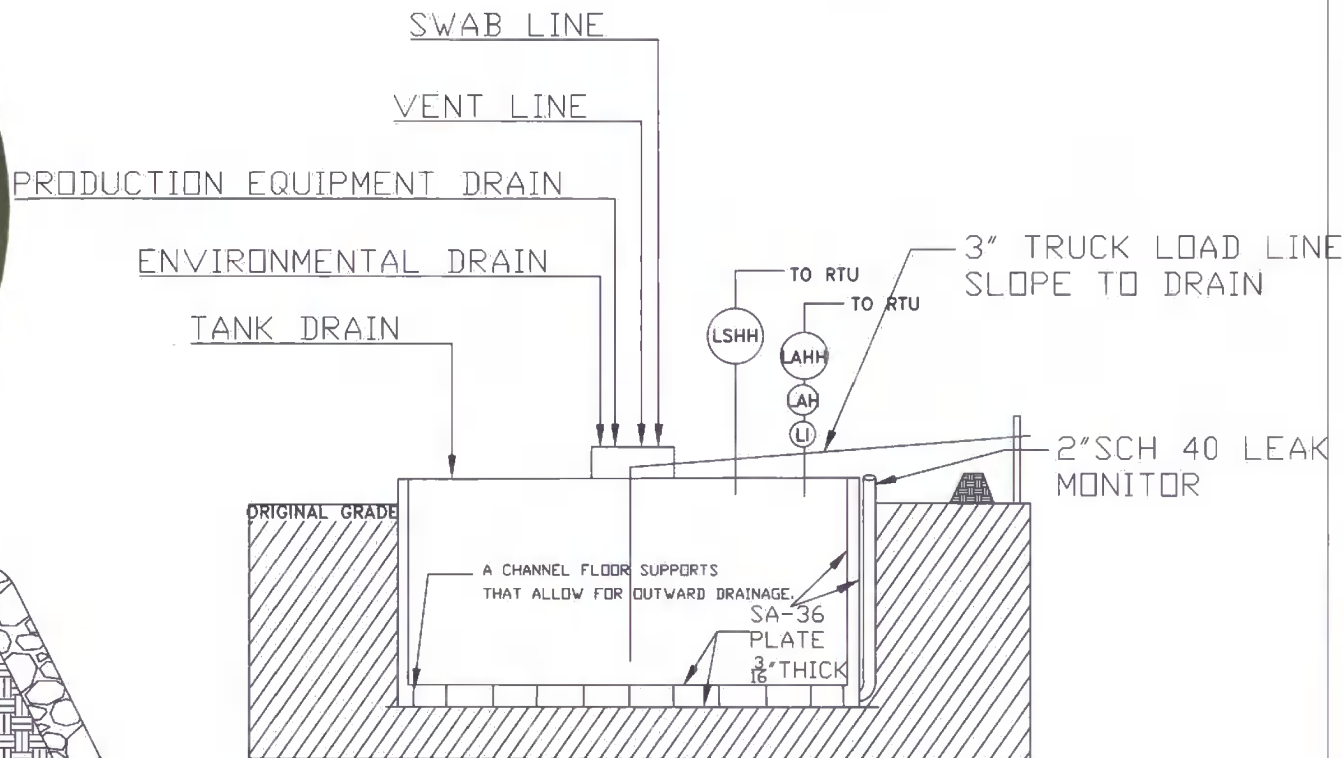 SWAB LINE
VENT LINE
PRODUCTION EQUIPMENT DRAIN
ENVIRONMENTAL DRAIN
TANK DRAIN
TO RTU
TO RTU
LSHH
LAHH
LAH
LI
3" TRUCK LOAD LINE
SLOPE TO DRAIN
2"SCH 40 LEAK
MONITOR
ORIGINAL GRADE
A CHANNEL FLOOR SUPPORTS
THAT ALLOW FOR OUTWARD DRAINAGE.
SA-36
PLATE
3/16" THICK